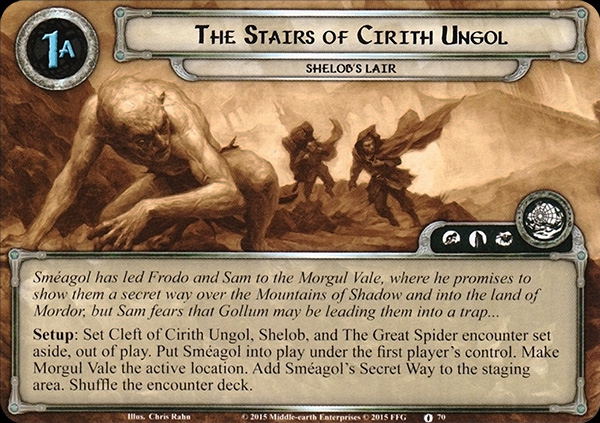 1A
THE STAIRS OF CIRITH UNGOL
SHELOB'S LAIR
Sméagol has led Frodo and Sam to the Morgul Vale, where he promises to
show them a secret way over the Mountains of Shadow and into the land of
Mordor, but Sam fears that Gollum may be leading them into a trap...
Setup: Set Cleft of Cirith Ungol, Shelob, and The Great Spider encounter set
aside, out of play. Put Sméagol into play under the first player's control. Make
Morgul Vale the active location. Add Sméagol's Secret Way to the staging
area. Shuffle the encounter deck.
Illus. Chris Rahn © 2015 Middle-earth Enterprises © 2015 FFG 70